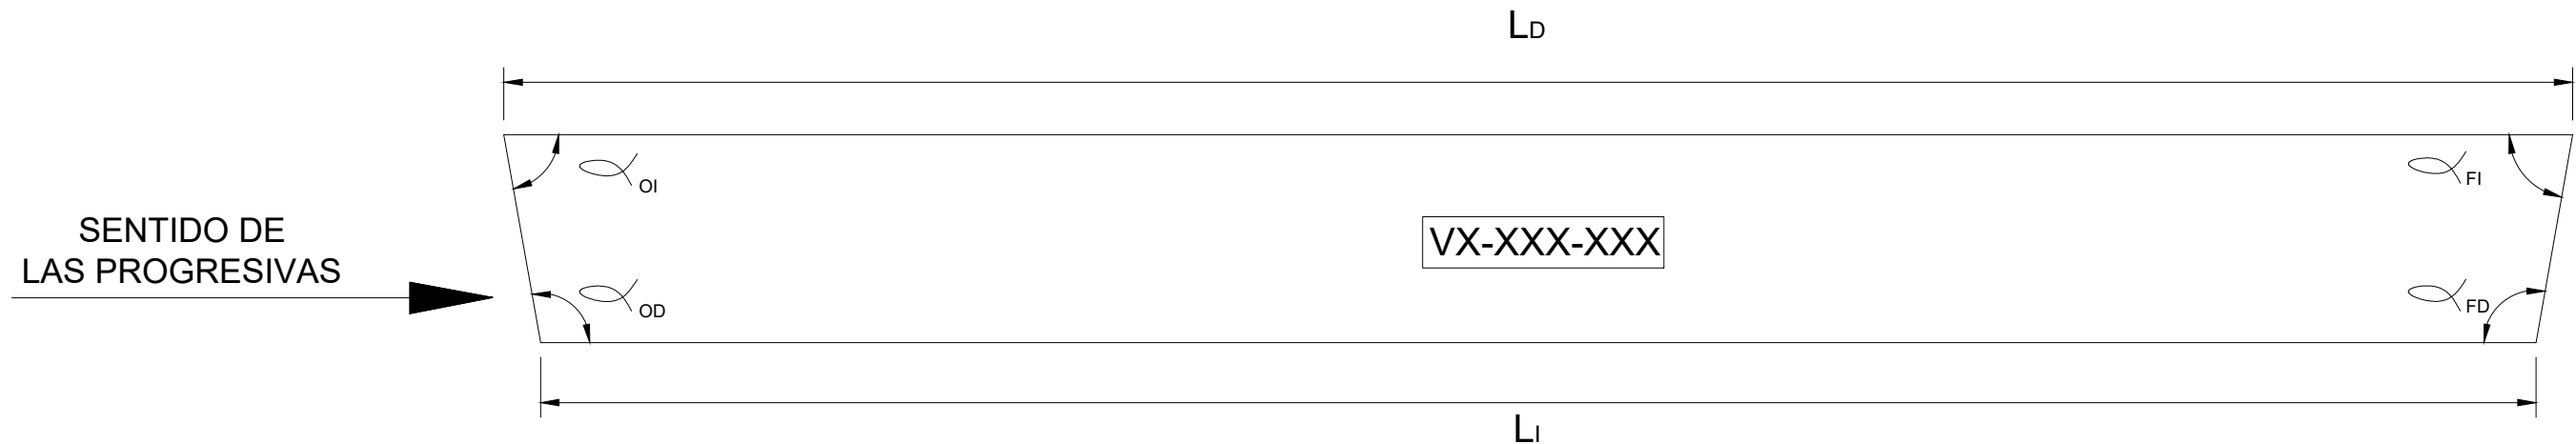 LD
αOI
αFI
SENTIDO DE
LAS PROGRESIVAS
VX-XXX-XXX
αOD
αFD
LI